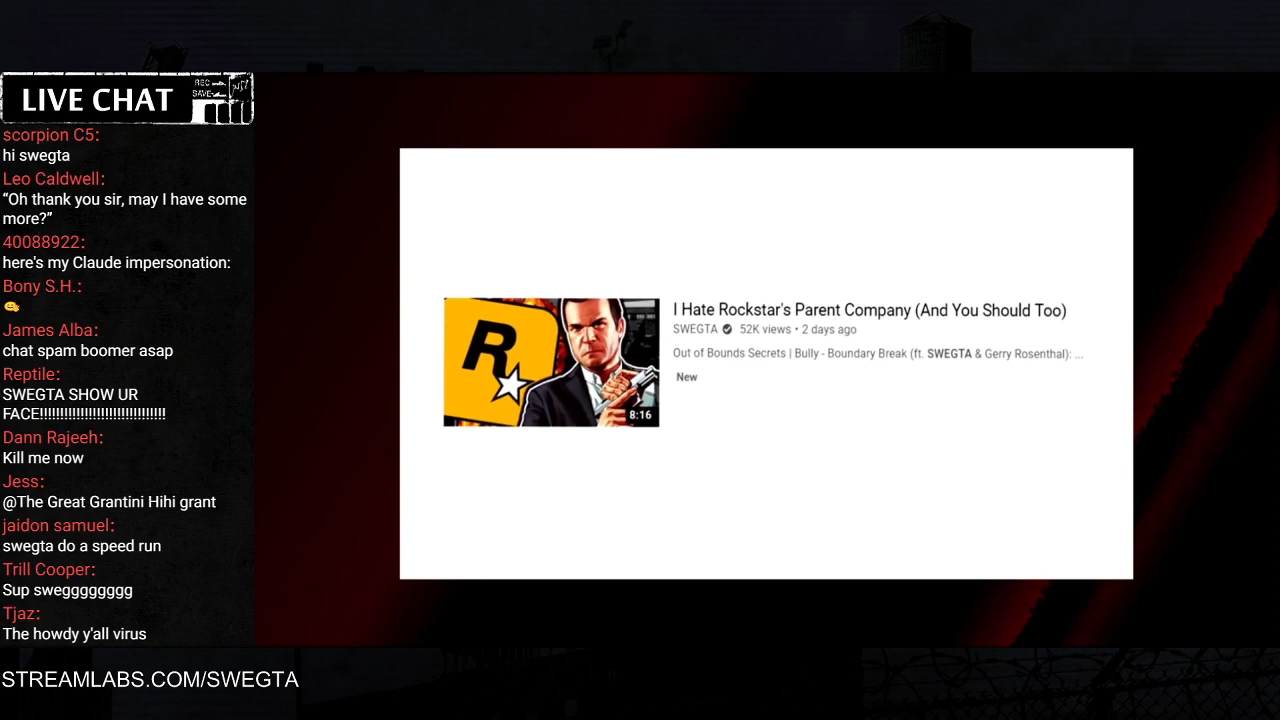 LIVE CHAT
REC
SAVE
scorpion C5:
hi swegta
Leo Caldwell:
“Oh thank you sir, may I have some
more?”
40088922:
here's my Claude impersonation:
Bony S.H.:
James Alba:
chat spam boomer asap
Reptile:
SWEGTA SHOW UR
FACE!!!!!!!!!!!!!!!!!!!!!!!!!!!!!!!
Dann Rajeeh:
Kill me now
Jess:
@The Great Grantini Hihi grant
jaidon samuel:
swegta do a speed run
Trill Cooper:
Sup sweggggggggg
Tjaz:
The howdy y'all virus
R
8:16
I Hate Rockstar's Parent Company (And You Should Too)
SWEGTA 52K views • 2 days ago
Out of Bounds Secrets | Bully - Boundary Break (ft. SWEGTA & Gerry Rosenthal): ...
New
STREAMLABS.COM/SWEGTA